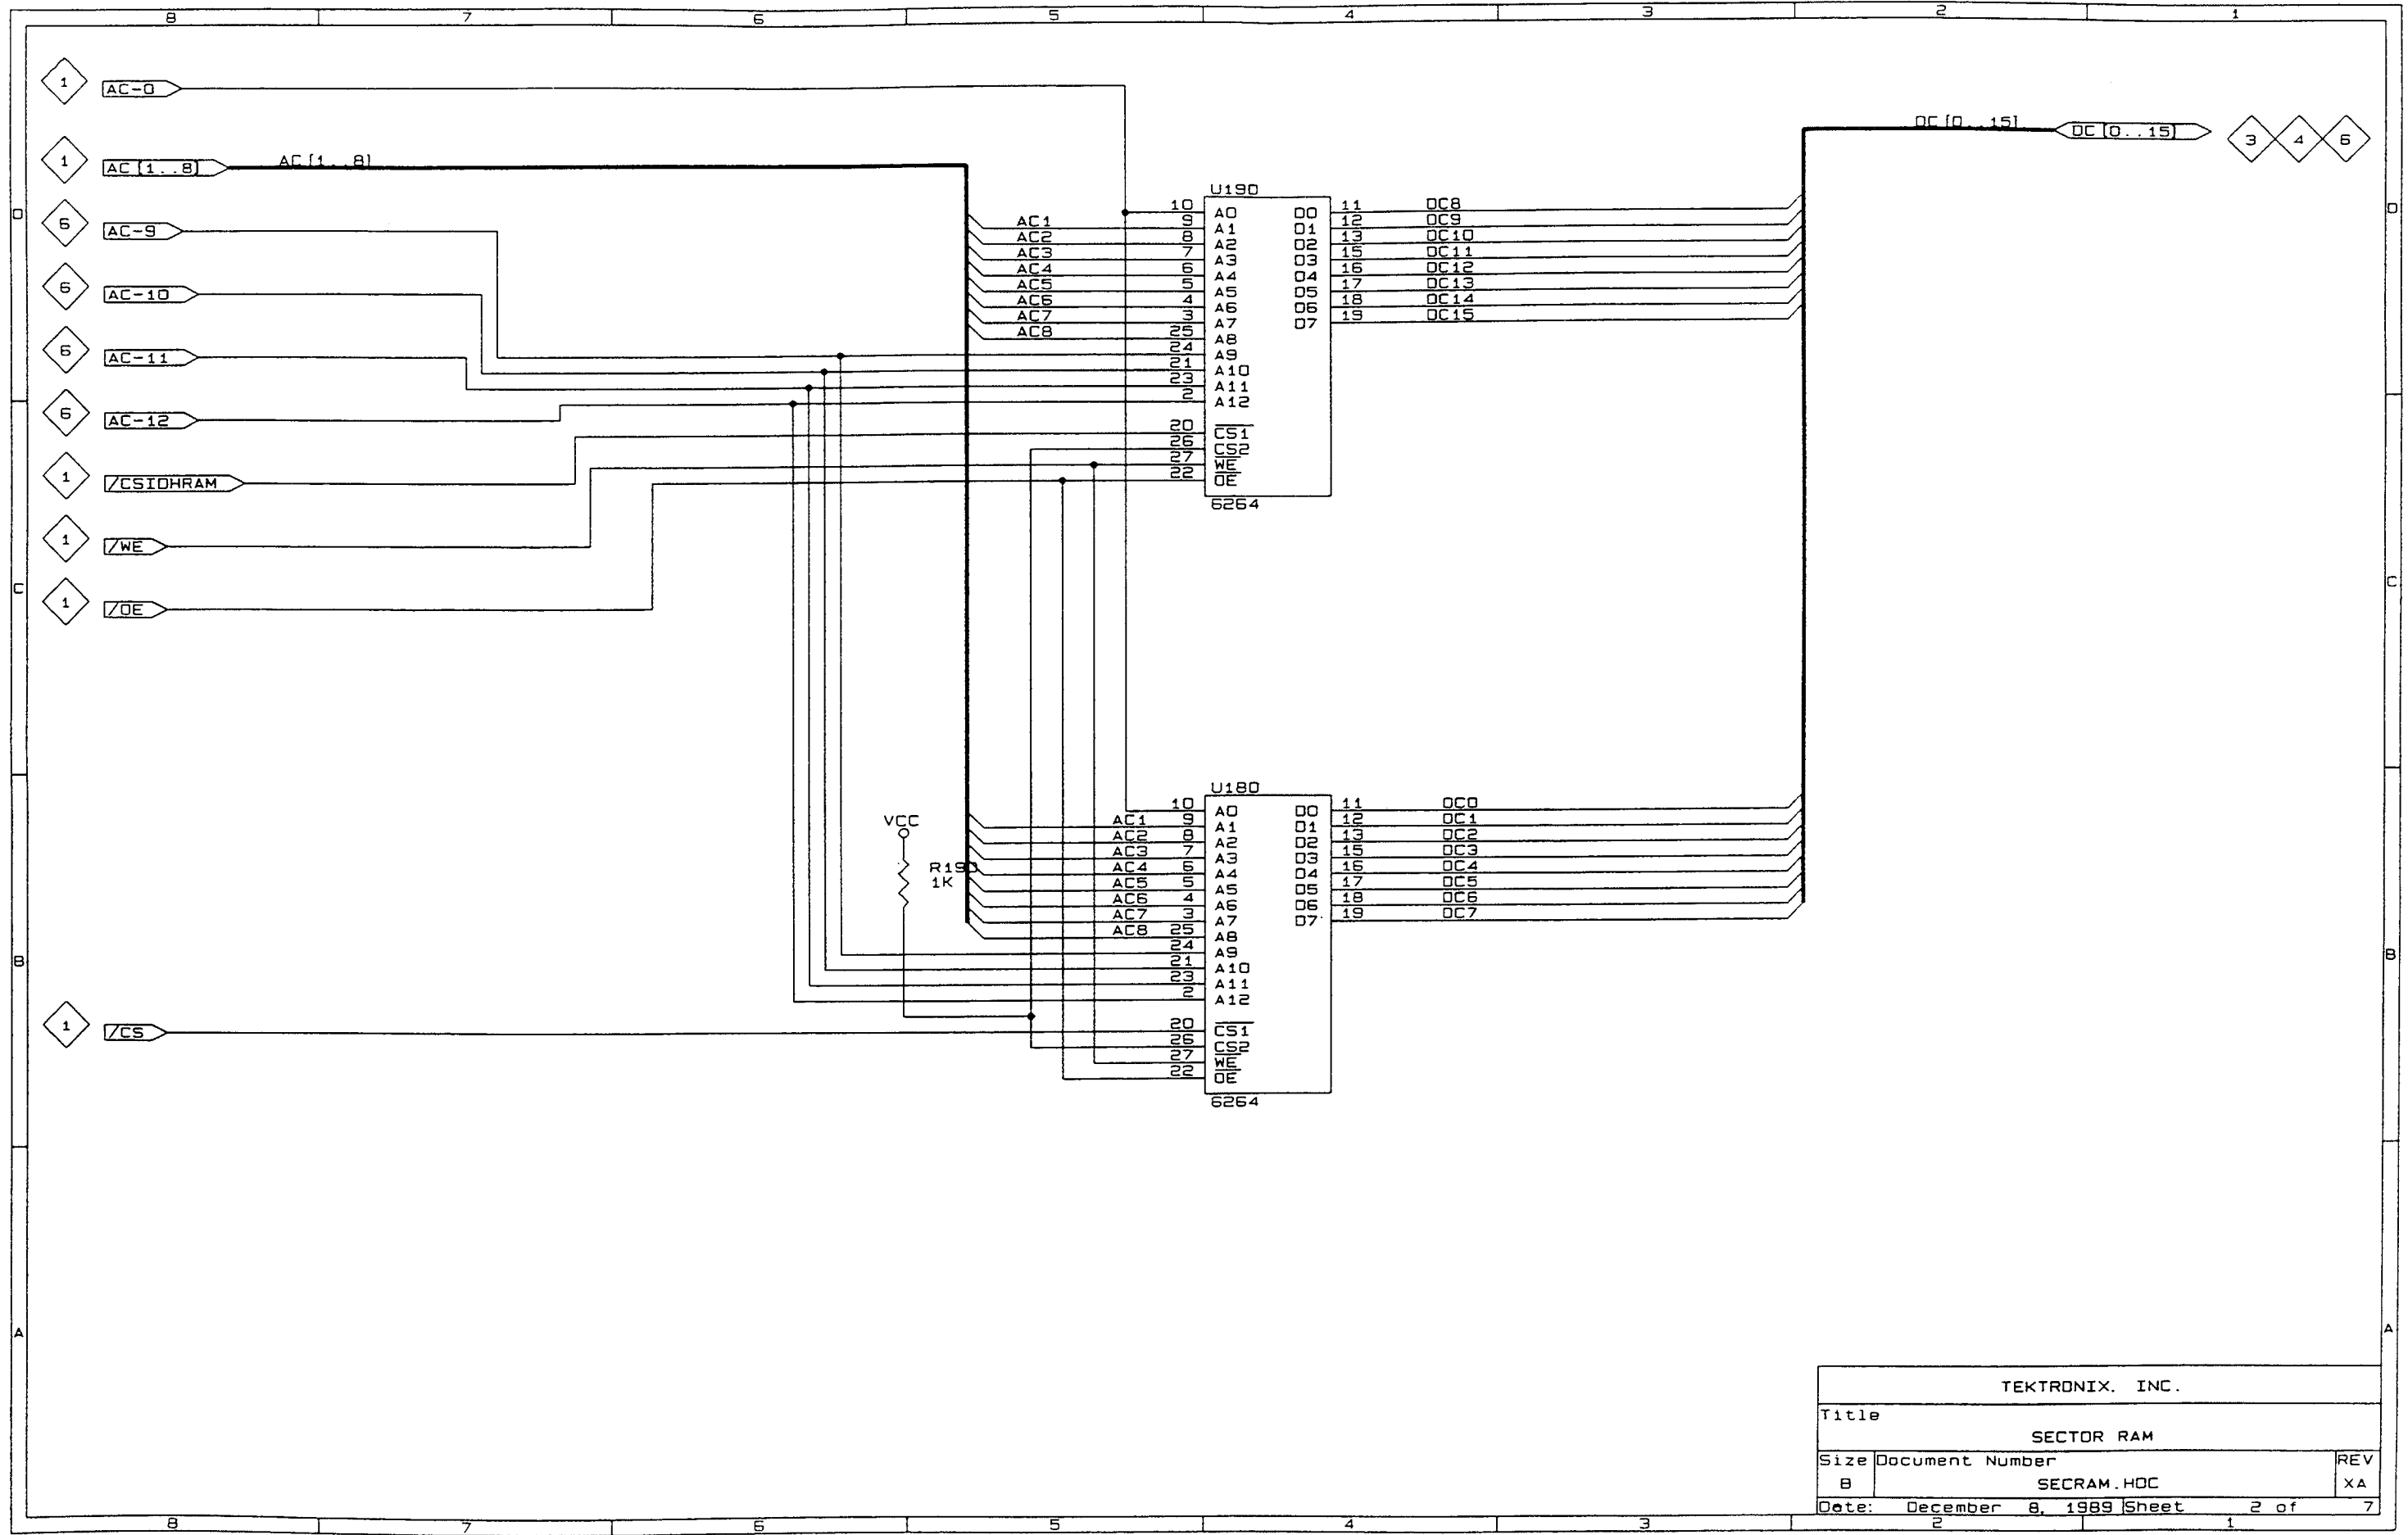 8 7 6 5 4 3 2 1
1 AC-0
DC[0..15] DC[0..15] 3 4 6
1 AC[1..8] AC[1..8]
U190
D 6 AC-9 D
10 A0 D0 11 DC8
AC1 9 A1 D1 12 DC9
AC2 8 A2 D2 13 DC10
AC3 7 A3 D3 15 DC11
AC4 6 A4 D4 16 DC12
AC5 5 A5 D5 17 DC13
AC6 4 A6 D6 18 DC14
AC7 3 A7 D7 19 DC15
AC8 25 A8
24 A9
21 A10
23 A11
2 A12
6 AC-10
6 AC-11
6 AC-12
20 CS1
26 CS2
27 WE
22 OE
6264
1 /CSIDHRAM
1 /WE
C 1 /OE C
U180
10 A0 D0 11 DC0
AC1 9 A1 D1 12 DC1
AC2 8 A2 D2 13 DC2
AC3 7 A3 D3 15 DC3
AC4 6 A4 D4 16 DC4
AC5 5 A5 D5 17 DC5
AC6 4 A6 D6 18 DC6
AC7 3 A7 D7 19 DC7
AC8 25 A8
24 A9
21 A10
23 A11
2 A12
VCC
R190
1K
B B
1 /CS
20 CS1
26 CS2
27 WE
22 OE
6264
A A
TEKTRONIX, INC.
Title
SECTOR RAM
Size Document Number REV
B SECRAM.HDC XA
Date: December 8, 1989 Sheet 2 of 7
8 7 6 5 4 3 2 1